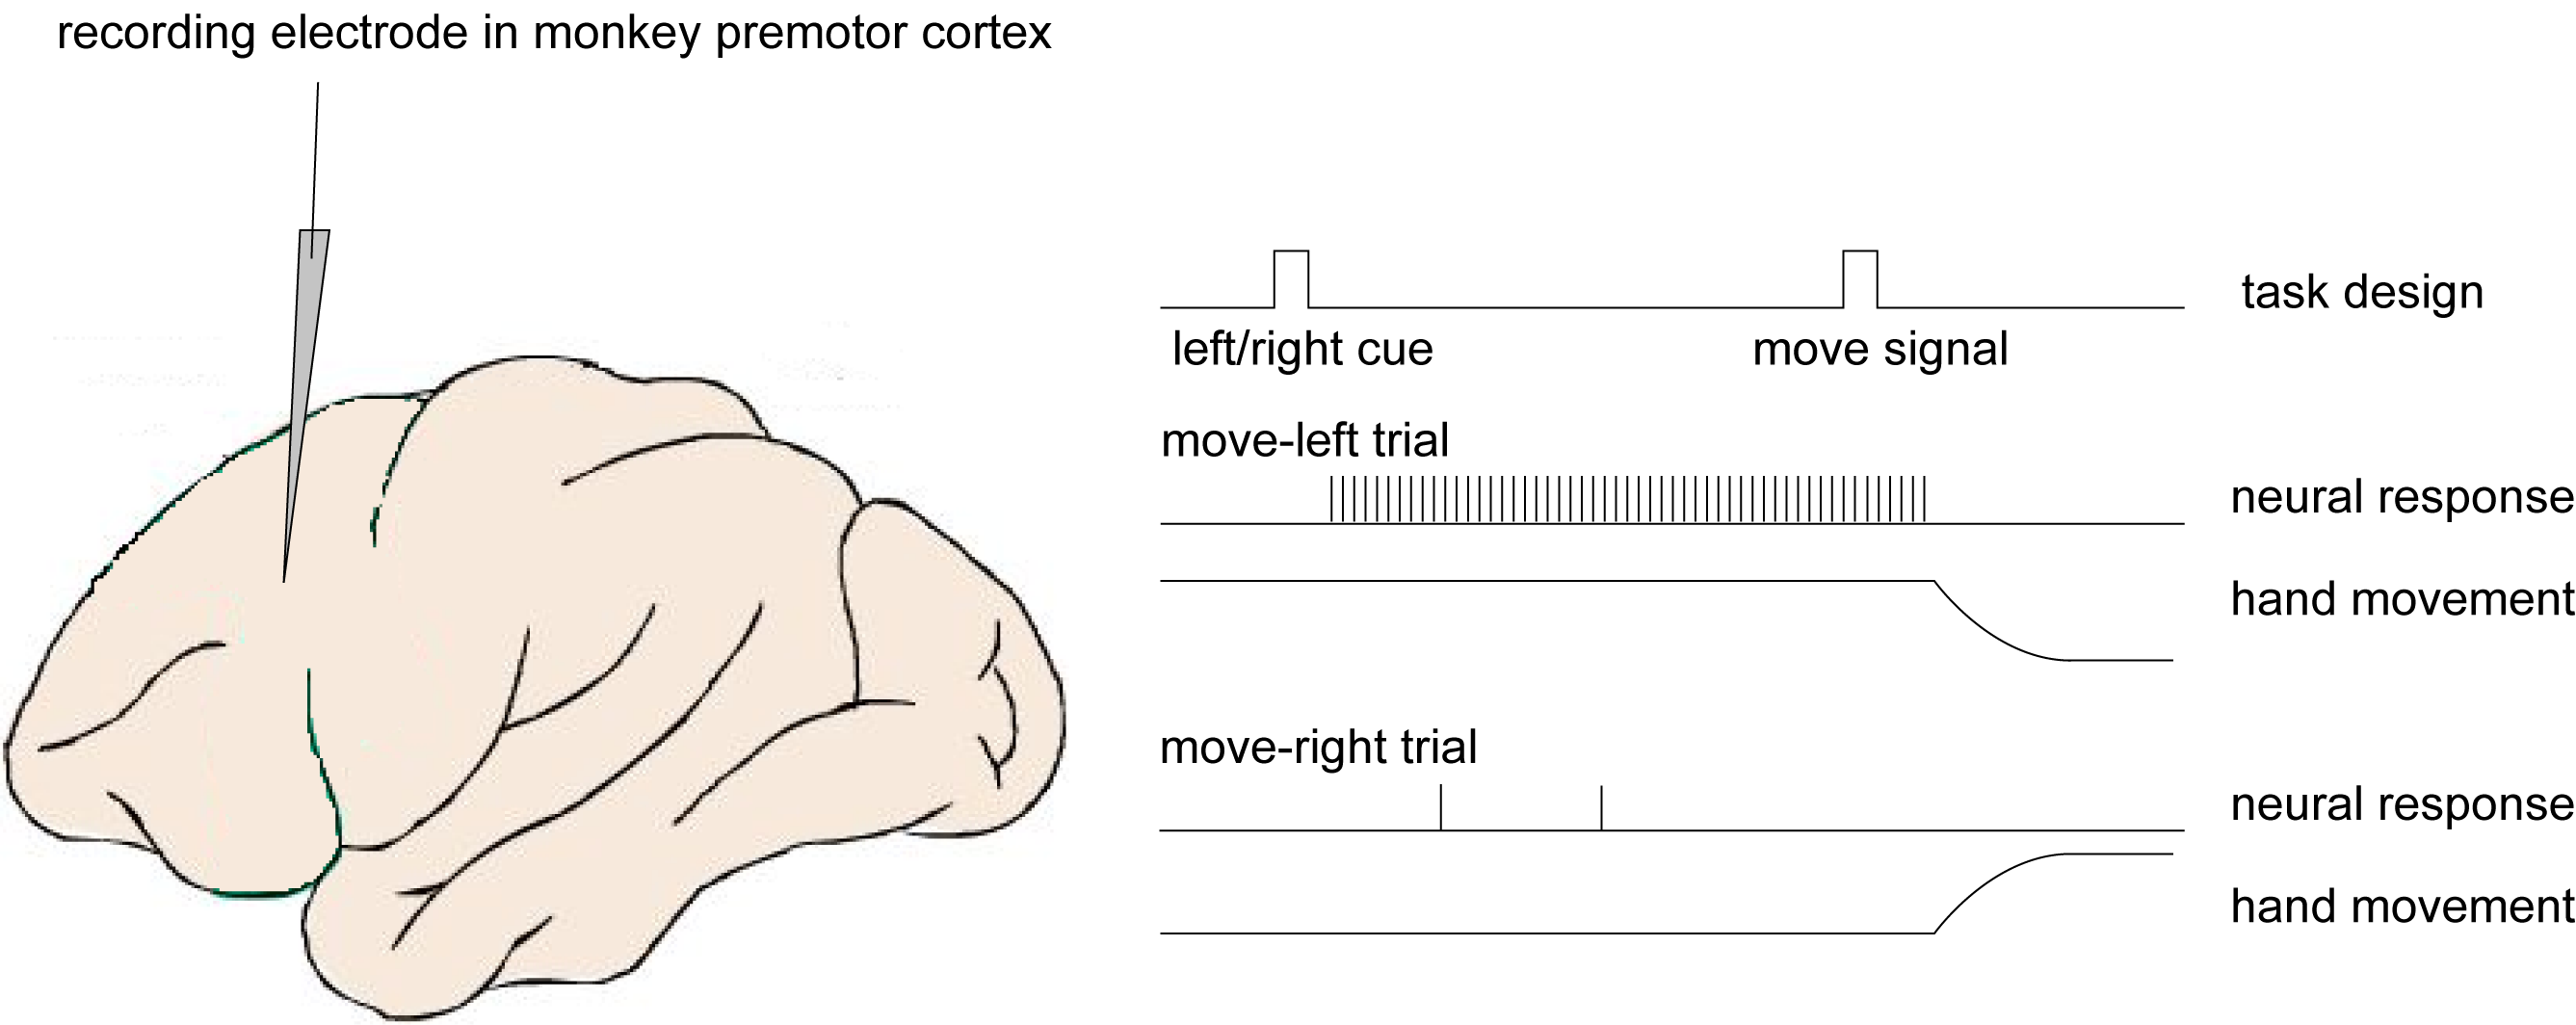 recording electrode in monkey premotor cortex
task design
left/right cue
move signal
move-left trial
neural response
hand movement
move-right trial
neural response
hand movement